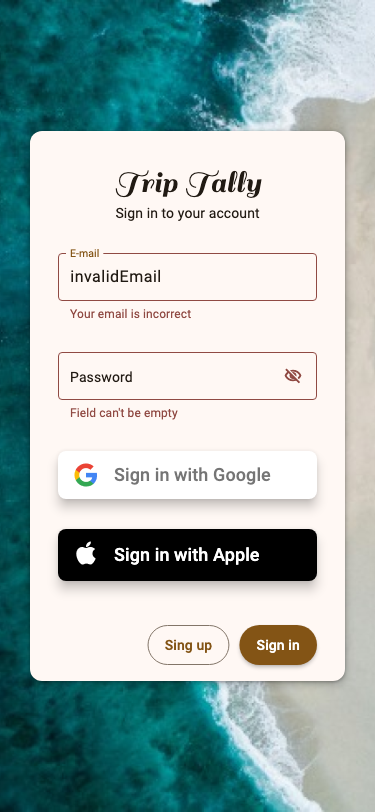 Trip Tally
Sign in to your account
E-mail
invalidEmail
Your email is incorrect
Password
Field can't be empty
Sign in with Google
Sign in with Apple
Sing up
Sign in